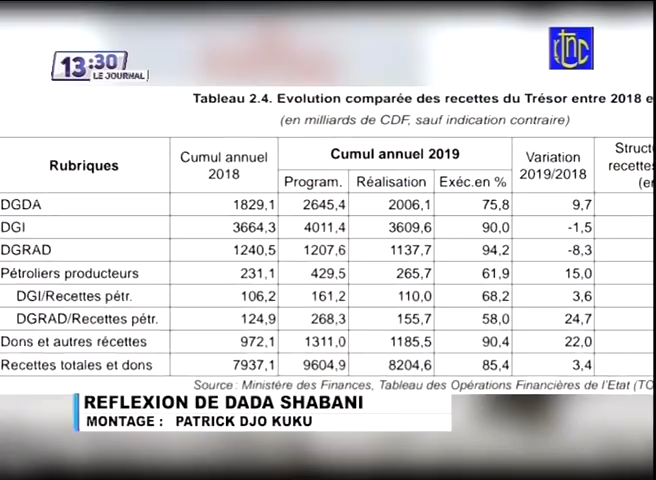 13:30
LE JOURNAL
rtnc
Tableau 2.4. Evolution comparée des recettes du Trésor entre 2018 e
(en milliards de CDF, sauf indication contraire)
Rubriques Cumul annuel 2018 Cumul annuel 2019 Variation 2019/2018 Struct recettes (en
Program. Réalisation Exéc.en %
DGDA 1829,1 2645,4 2006,1 75,8 9,7
DGI 3664,3 4011,4 3609,6 90,0 -1,5
DGRAD 1240,5 1207,6 1137,7 94,2 -8,3
Pétroliers producteurs 231,1 429,5 265,7 61,9 15,0
DGI/Recettes pétr. 106,2 161,2 110,0 68,2 3,6
DGRAD/Recettes pétr. 124,9 268,3 155,7 58,0 24,7
Dons et autres récettes 972,1 1311,0 1185,5 90,4 22,0
Recettes totales et dons 7937,1 9604,9 8204,6 85,4 3,4
Source : Ministére des Finances, Tableau des Opérations Financières de l'Etat (TO
REFLEXION DE DADA SHABANI
MONTAGE : PATRICK DJO KUKU